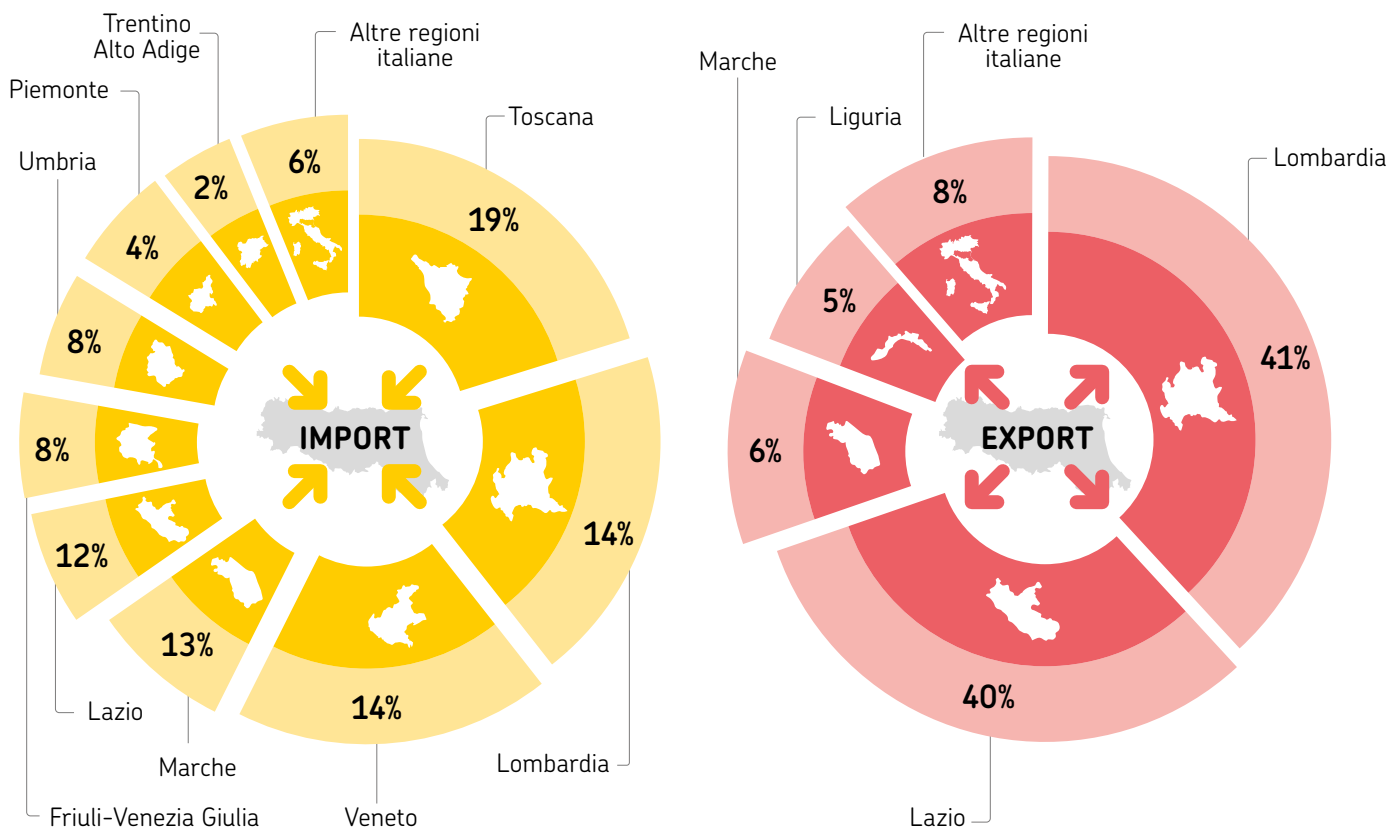 Trentino
Alto Adige
Altre regioni
italiane
Piemonte
Toscana
Umbria
6%
2%
19%
4%
8%
8%
IMPORT
14%
12%
13%
14%
Lazio
Marche
Lombardia
Friuli-Venezia Giulia
Veneto
Altre regioni
italiane
Marche
Liguria
Lombardia
8%
5%
41%
6%
EXPORT
40%
Lazio